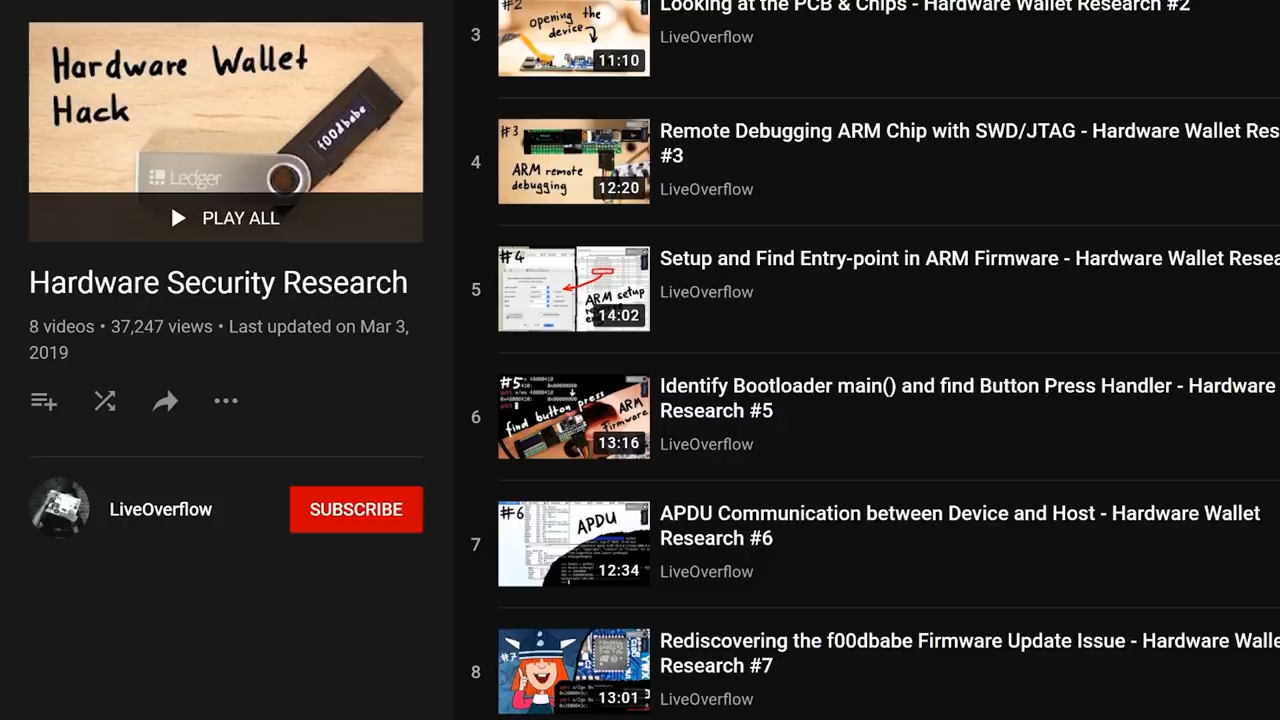 Hardware Wallet
Hack
f00dbabe
Ledger
PLAY ALL
Hardware Security Research
8 videos • 37,247 views • Last updated on Mar 3,
2019
LiveOverflow
SUBSCRIBE
3
#2
opening the
device
11:10
Looking at the PCB & Chips - Hardware Wallet Research #2
LiveOverflow
4
#3
ARM remote
debugging
12:20
Remote Debugging ARM Chip with SWD/JTAG - Hardware Wallet Res
#3
LiveOverflow
5
#4
ARM setup
14:02
Setup and Find Entry-point in ARM Firmware - Hardware Wallet Resea
LiveOverflow
6
#5
find button press
ARM
Firmware
13:16
Identify Bootloader main() and find Button Press Handler - Hardware
Research #5
LiveOverflow
7
#6
APDU
12:34
APDU Communication between Device and Host - Hardware Wallet
Research #6
LiveOverflow
8
#7
13:01
Rediscovering the f00dbabe Firmware Update Issue - Hardware Walle
Research #7
LiveOverflow